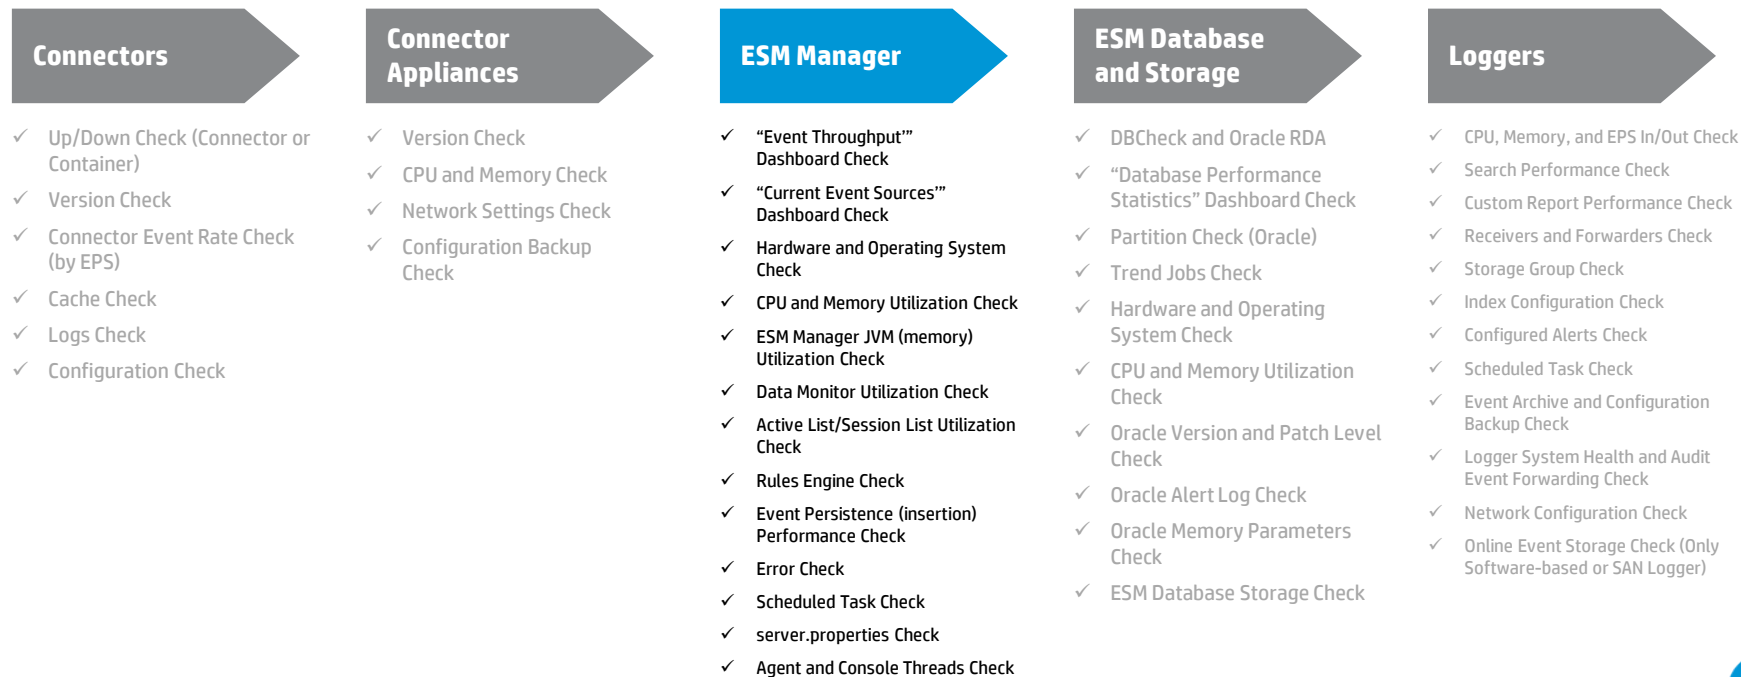 Connectors
Up/Down Check (Connector or
Container)
Version Check
Connector Event Rate Check
(by EPS)
Cache Check
Logs Check
Configuration Check
Connector
Appliances
Version Check
CPU and Memory Check
Network Settings Check
Configuration Backup
Check
ESM Manager
“Event Throughput’”
Dashboard Check
“Current Event Sources’”
Dashboard Check
Hardware and Operating System
Check
CPU and Memory Utilization Check
ESM Manager JVM (memory)
Utilization Check
Data Monitor Utilization Check
Active List/Session List Utilization
Check
Rules Engine Check
Event Persistence (insertion)
Performance Check
Error Check
Scheduled Task Check
server.properties Check
Agent and Console Threads Check
ESM Database
and Storage
DBCheck and Oracle RDA
“Database Performance
Statistics” Dashboard Check
Partition Check (Oracle)
Trend Jobs Check
Hardware and Operating
System Check
CPU and Memory Utilization
Check
Oracle Version and Patch Level
Check
Oracle Alert Log Check
Oracle Memory Parameters
Check
ESM Database Storage Check
Loggers
CPU, Memory, and EPS In/Out Check
Search Performance Check
Custom Report Performance Check
Receivers and Forwarders Check
Storage Group Check
Index Configuration Check
Configured Alerts Check
Scheduled Task Check
Event Archive and Configuration
Backup Check
Logger System Health and Audit
Event Forwarding Check
Network Configuration Check
Online Event Storage Check (Only
Software-based or SAN Logger)